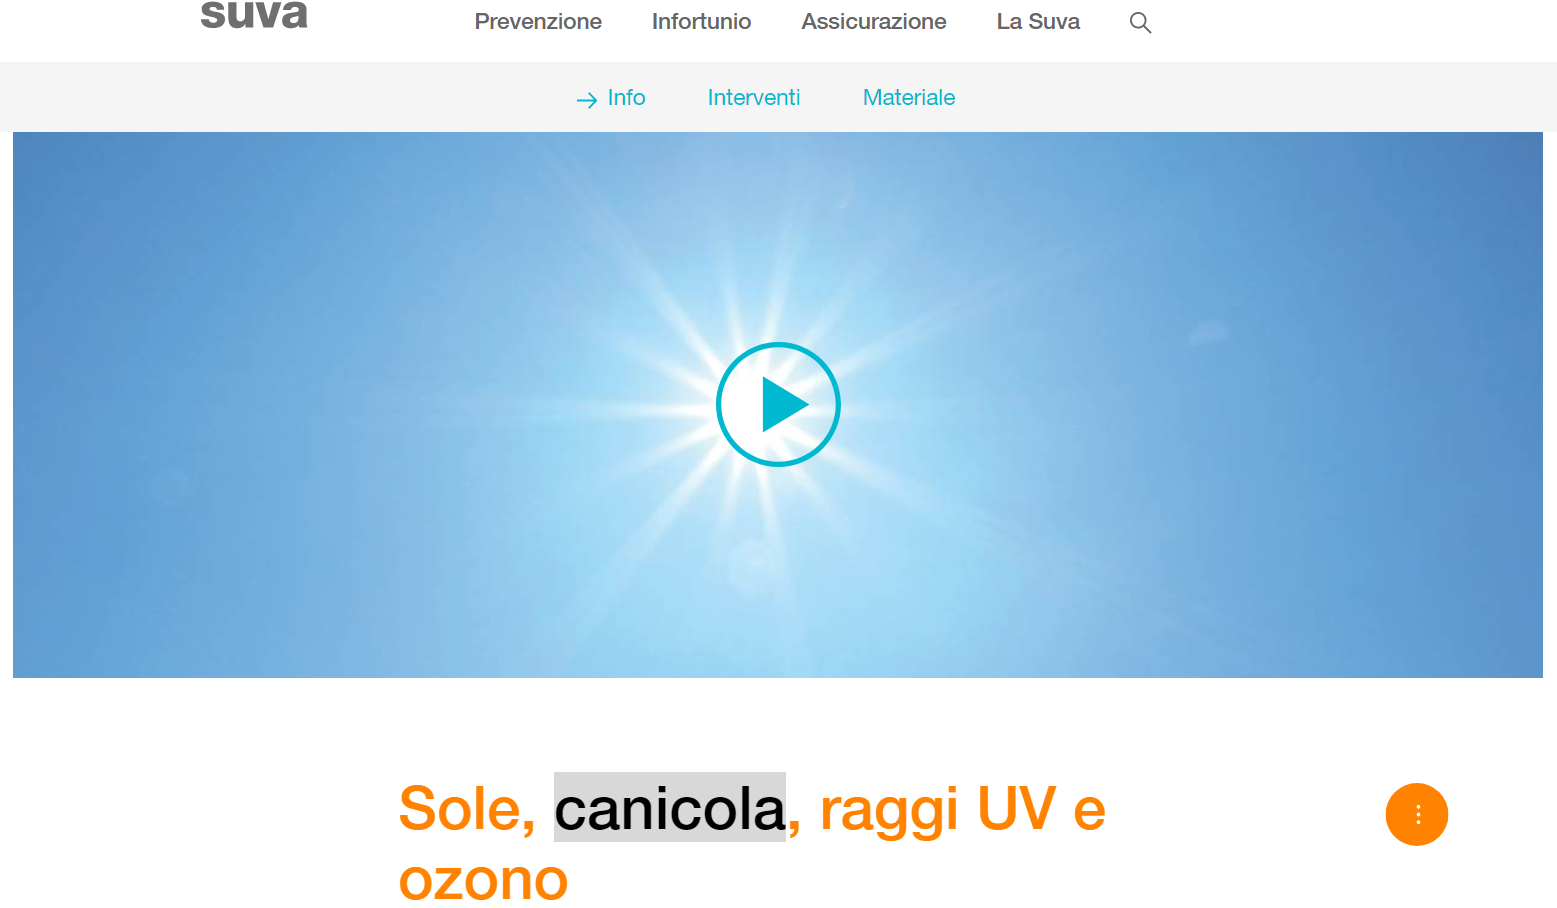 suva
Prevenzione Infortunio Assicurazione La Suva
Info Interventi Materiale
Sole, canicola, raggi UV e
ozono